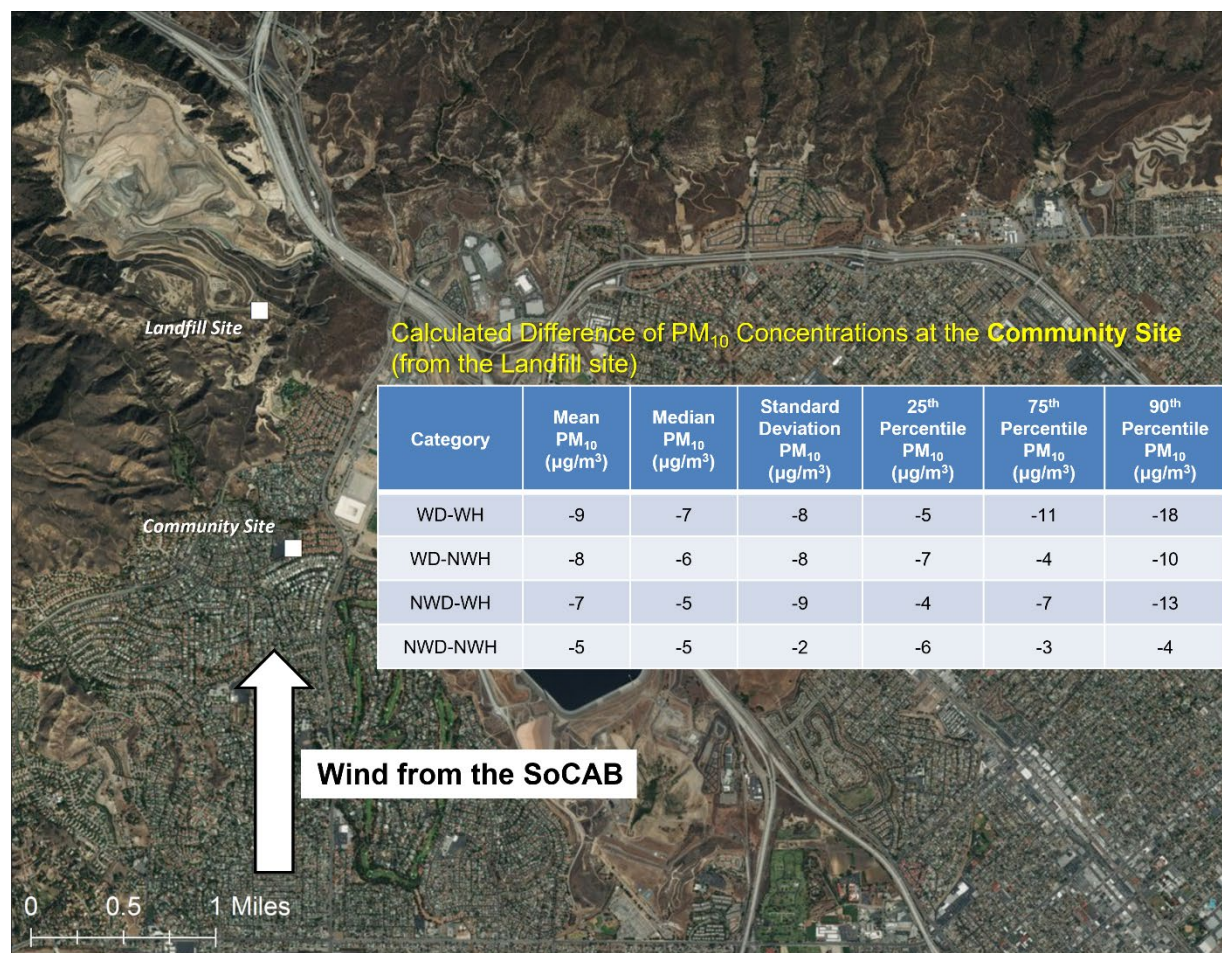 Landfill Site
Calculated Difference of PM₁₀ Concentrations at the Community Site
(from the Landfill site)
Category
Mean
PM₁₀
(µg/m³)
Median
PM₁₀
(µg/m³)
Standard
Deviation
PM₁₀
(µg/m³)
25th
Percentile
PM₁₀
(µg/m³)
75th
Percentile
PM₁₀
(µg/m³)
90th
Percentile
PM₁₀
(µg/m³)
WD-WH -9 -7 -8 -5 -11 -18
WD-NWH -8 -6 -8 -7 -4 -10
NWD-WH -7 -5 -9 -4 -7 -13
NWD-NWH -5 -5 -2 -6 -3 -4
Community Site
Wind from the SoCAB
0 0.5 1 Miles